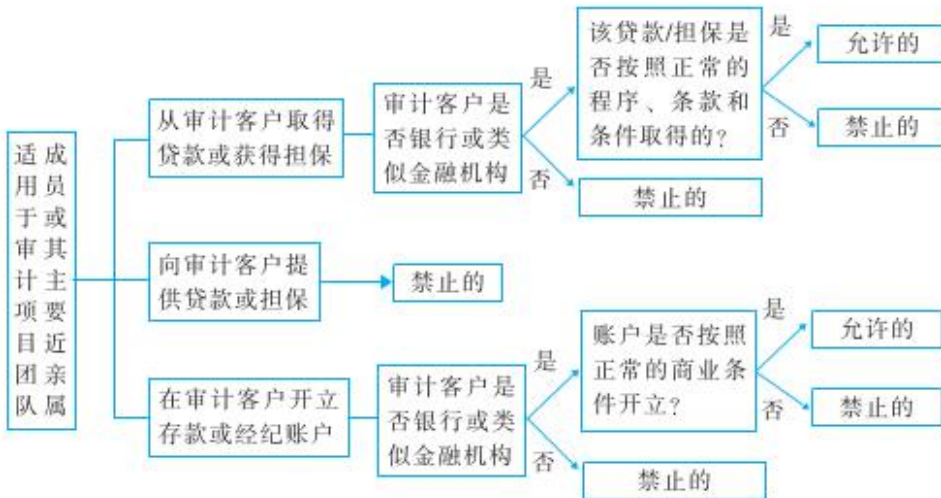 适用于审计项目团队
成员或其主要近亲属
从审计客户取得
贷款或获得担保
审计客户是
否银行或类
似金融机构
是
否
该贷款/担保是
否按照正常的
程序、条款和
条件取得的？
是
否
允许的
禁止的
禁止的
向审计客户提
供贷款或担保
禁止的
在审计客户开立
存款或经纪账户
审计客户是
否银行或类
似金融机构
是
否
账户是否按照
正常的商业条
件开立？
是
否
允许的
禁止的
禁止的